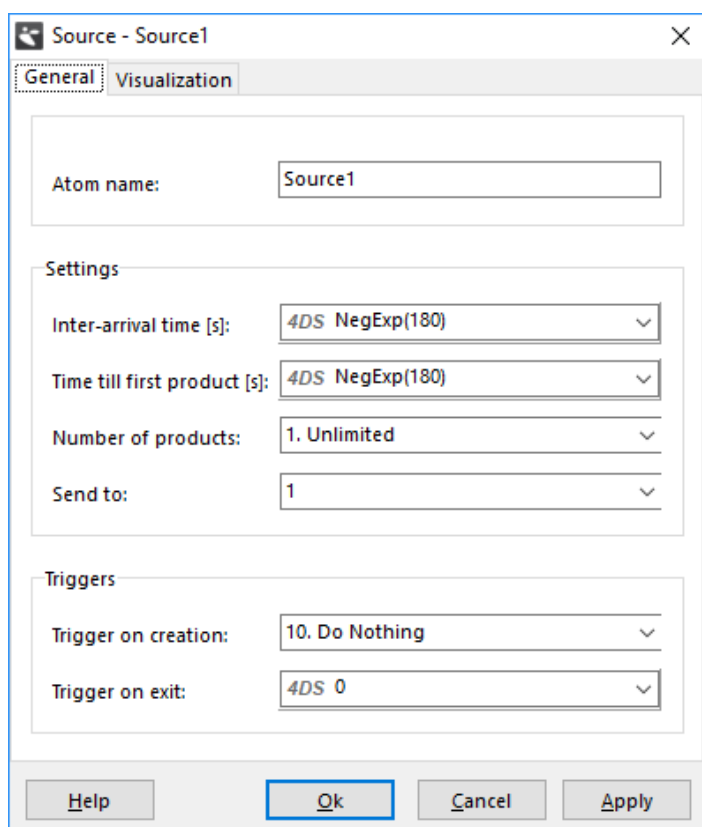 Source - Source1
General Visualization
Atom name: Source1
Settings
Inter-arrival time [s]: 4DS NegExp(180)
Time till first product [s]: 4DS NegExp(180)
Number of products: 1. Unlimited
Send to: 1
Triggers
Trigger on creation: 10. Do Nothing
Trigger on exit: 4DS 0
Help Ok Cancel Apply